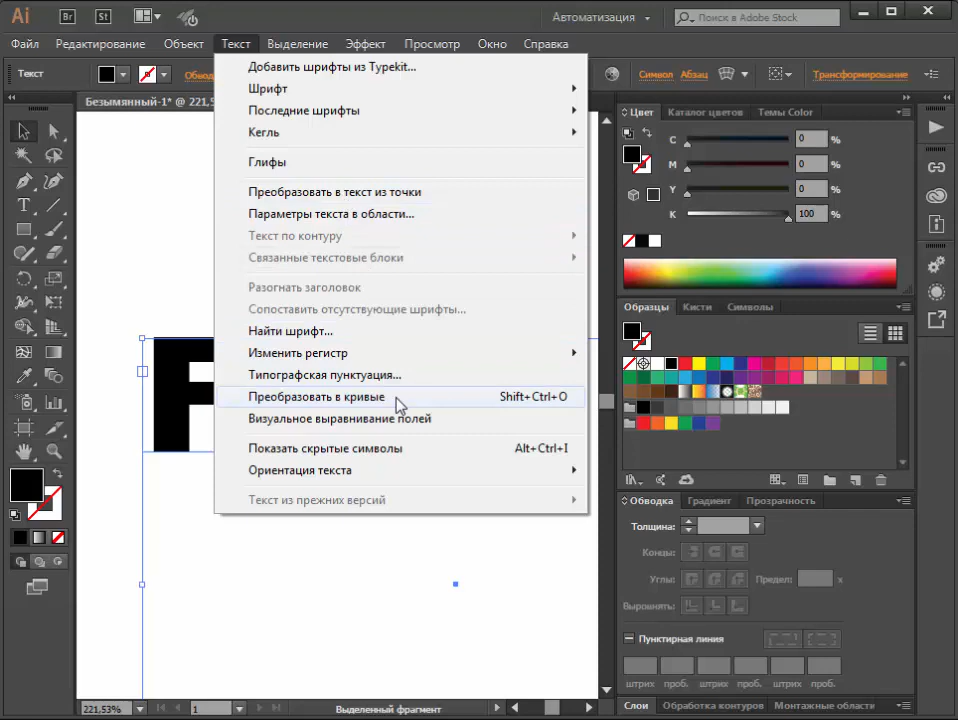 Ai
Br
St
Автоматизация
Поиск в Adobe Stock
Файл
Редактирование
Объект
Текст
Выделение
Эффект
Просмотр
Окно
Справка
Текст
Символ
Абзац
Трансформирование
Безымянный-1* @ 221,5
Добавить шрифты из Typekit...
Шрифт
Последние шрифты
Кегль
Глифы
Преобразовать в текст из точки
Параметры текста в области...
Текст по контуру
Связанные текстовые блоки
Разогнать заголовок
Сопоставить отсутствующие шрифты...
Найти шрифт...
Изменить регистр
Типографская пунктуация...
Преобразовать в кривые Shift+Ctrl+O
Визуальное выравнивание полей
Показать скрытые символы Alt+Ctrl+I
Ориентация текста
Текст из прежних версий
Цвет
Каталог цветов
Темы Color
C 0 %
M 0 %
Y 0 %
K 100 %
Образцы
Кисти
Символы
Обводка
Градиент
Прозрачность
Толщина:
Концы:
Углы:
Предел:
x
Выровнять:
Пунктирная линия
штрих
проб.
штрих
проб.
штрих
проб.
Слои
Обработка контуров
Монтажные области
221,53%
1
Выделенный фрагмент